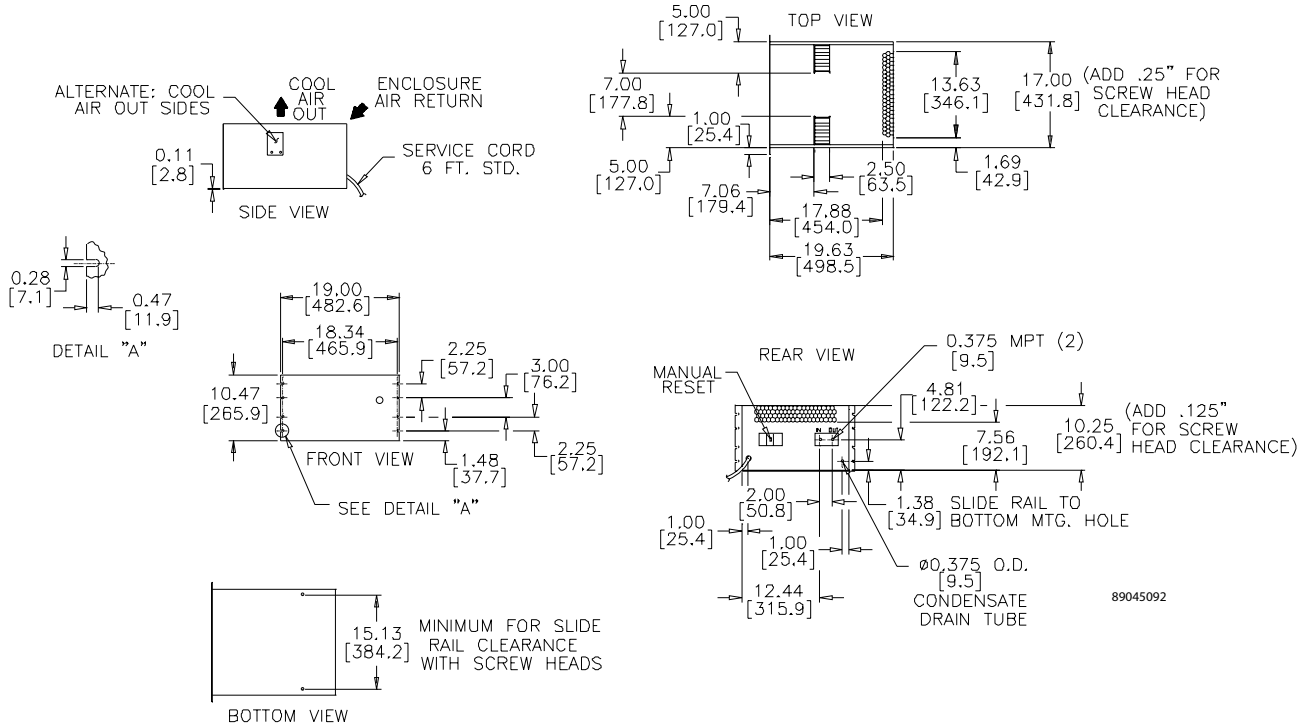 5.00
[127.0]
TOP VIEW
7.00
[177.8]
1.00
[25.4]
5.00
[127.0]
7.06
[179.4]
2.50
[63.5]
17.88
[454.0]
19.63
[498.5]
13.63
[346.1]
1.69
[42.9]
17.00
[431.8]
(ADD .25" FOR
SCREW HEAD
CLEARANCE)
ALTERNATE: COOL
AIR OUT SIDES
COOL
AIR
OUT
ENCLOSURE
AIR RETURN
0.11
[2.8]
SERVICE CORD
6 FT. STD.
SIDE VIEW
0.28
[7.1]
0.47
[11.9]
DETAIL "A"
19.00
[482.6]
18.34
[465.9]
2.25
[57.2]
3.00
[76.2]
10.47
[265.9]
FRONT VIEW
1.48
[37.7]
2.25
[57.2]
SEE DETAIL "A"
REAR VIEW
0.375 MPT (2)
[9.5]
MANUAL
RESET
IN OUT
4.81
[122.2]
7.56
[192.1]
10.25
[260.4]
(ADD .125"
FOR SCREW
HEAD CLEARANCE)
2.00
[50.8]
1.38
[34.9]
SLIDE RAIL TO
BOTTOM MTG. HOLE
1.00
[25.4]
1.00
[25.4]
12.44
[315.9]
Ø0.375 O.D.
[9.5]
CONDENSATE
DRAIN TUBE
89045092
15.13
[384.2]
MINIMUM FOR SLIDE
RAIL CLEARANCE
WITH SCREW HEADS
BOTTOM VIEW